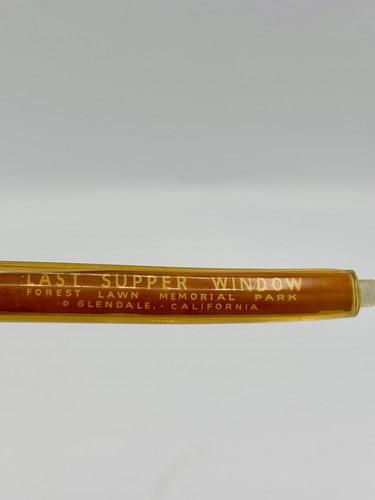 LAST SUPPER WINDOW
FOREST LAWN MEMORIAL PARK
© GLENDALE, · CALIFORNIA